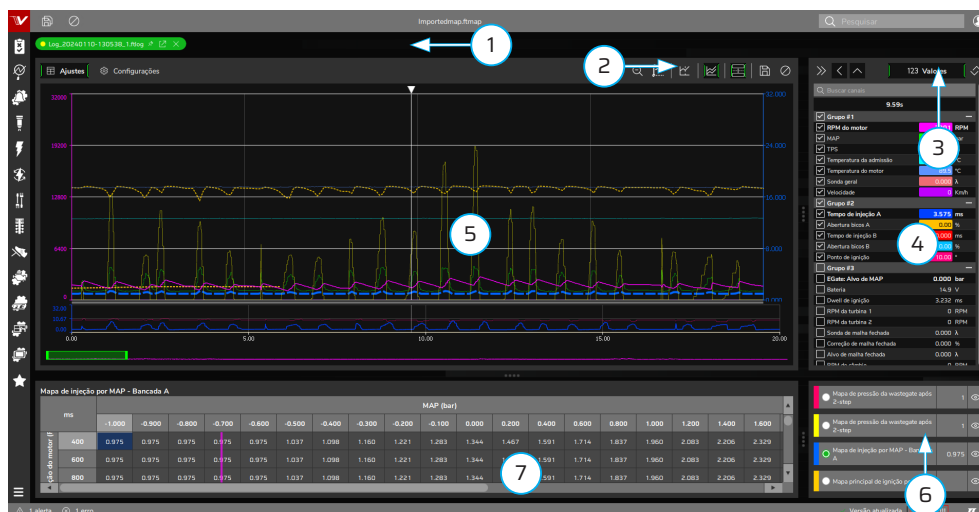 Importedmap.ftmap
Pesquisar
Log_20240110-130538_1.ftlog
1
2
3
4
5
6
7
Ajustes
Configurações
123 Valores
Buscar canais
9.59s
32000
19200
12800
6400
0
32.00
10.00
0.00
32.000
24.000
16.000
8.000
0.00
5.00
10.00
15.00
20.00
Grupo #1
RPM do motor RPM
MAP
TPS
Temperatura da admissão °C
Temperatura do motor °C
Sonda geral 0.000 λ
Velocidade 0 Km/h
Grupo #2
Tempo de injeção A 3.575 ms
Abertura bicos A 0.00 %
Tempo de injeção B ms
Abertura bicos B %
Ponto de ignição °
Grupo #3
EGate: Alvo de MAP 0.000 bar
Bateria 14.9 V
Dwell de ignição 3.232 ms
RPM da turbina 1 0 RPM
RPM da turbina 2 0 RPM
Sonda de malha fechada 0.000 λ
Correção de malha fechada 0.000 %
Alvo de malha fechada 0.000 λ
Mapa de injeção por MAP - Bancada A
ms
MAP (bar)
-1.000 -0.900 -0.800 -0.700 -0.600 -0.500 -0.400 -0.300 -0.200 -0.100 0.000 0.200 0.400 0.600 0.800 1.000 1.200 1.400 1.600
400 0.975 0.975 0.975 0.975 0.975 1.037 1.098 1.160 1.221 1.283 1.344 1.467 1.591 1.714 1.837 1.960 2.083 2.206 2.329
600 0.975 0.975 0.975 0.975 0.975 1.037 1.098 1.160 1.221 1.283 1.344 1.591 1.714 1.837 1.960 2.083 2.206 2.329
800 0.975 0.975 0.975 0.975 0.975 1.037 1.098 1.160 1.221 1.283 1.344 1.591 1.714 1.837 1.960 2.083 2.206 2.329
Mapa de pressão da wastegate após
2-step 1
Mapa de pressão da wastegate após
2-step 1
Mapa de injeção por MAP -
A 0.975
Mapa principal de ignição
1 alerta
1 erro
Versão atualizada